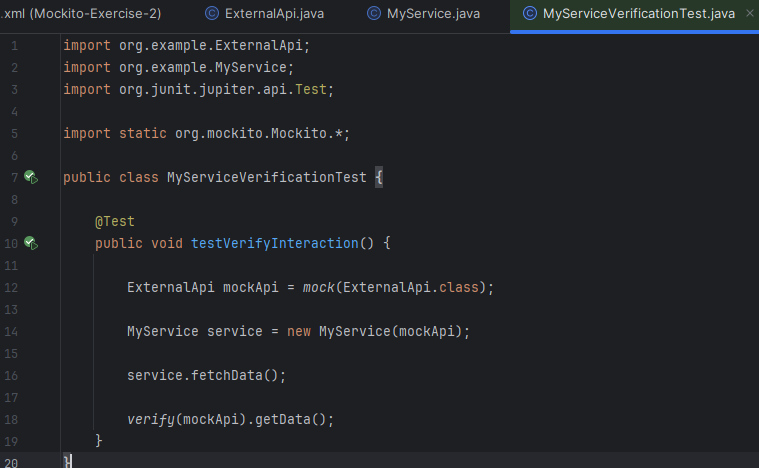 .xml (Mockito-Exercise-2) ExternalApi.java MyService.java MyServiceVerificationTest.java ×
1 import org.example.ExternalApi;
2 import org.example.MyService;
3 import org.junit.jupiter.api.Test;
4
5 import static org.mockito.Mockito.*;
6
7 public class MyServiceVerificationTest {
8
9 @Test
10 public void testVerifyInteraction() {
11
12 ExternalApi mockApi = mock(ExternalApi.class);
13
14 MyService service = new MyService(mockApi);
15
16 service.fetchData();
17
18 verify(mockApi).getData();
19 }
20 }